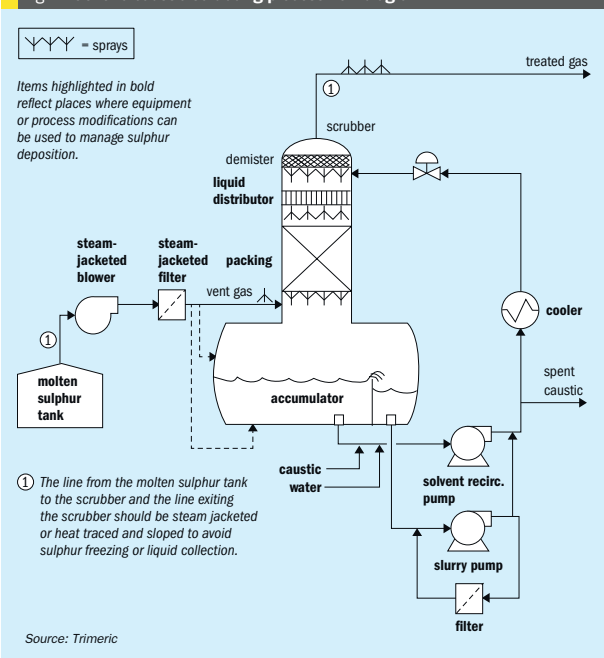 = sprays
Items highlighted in bold
reflect places where equipment
or process modifications can
be used to manage sulphur
deposition.
treated gas
1
scrubber
demister
liquid
distributor
steam-
jacketed
blower
steam-
jacketed
filter
packing
vent gas
cooler
1
molten
sulphur
tank
accumulator
spent
caustic
caustic
water
solvent recirc.
pump
1 The line from the molten sulphur tank
to the scrubber and the line exiting
the scrubber should be steam jacketed
or heat traced and sloped to avoid
sulphur freezing or liquid collection.
slurry pump
filter
Source: Trimeric